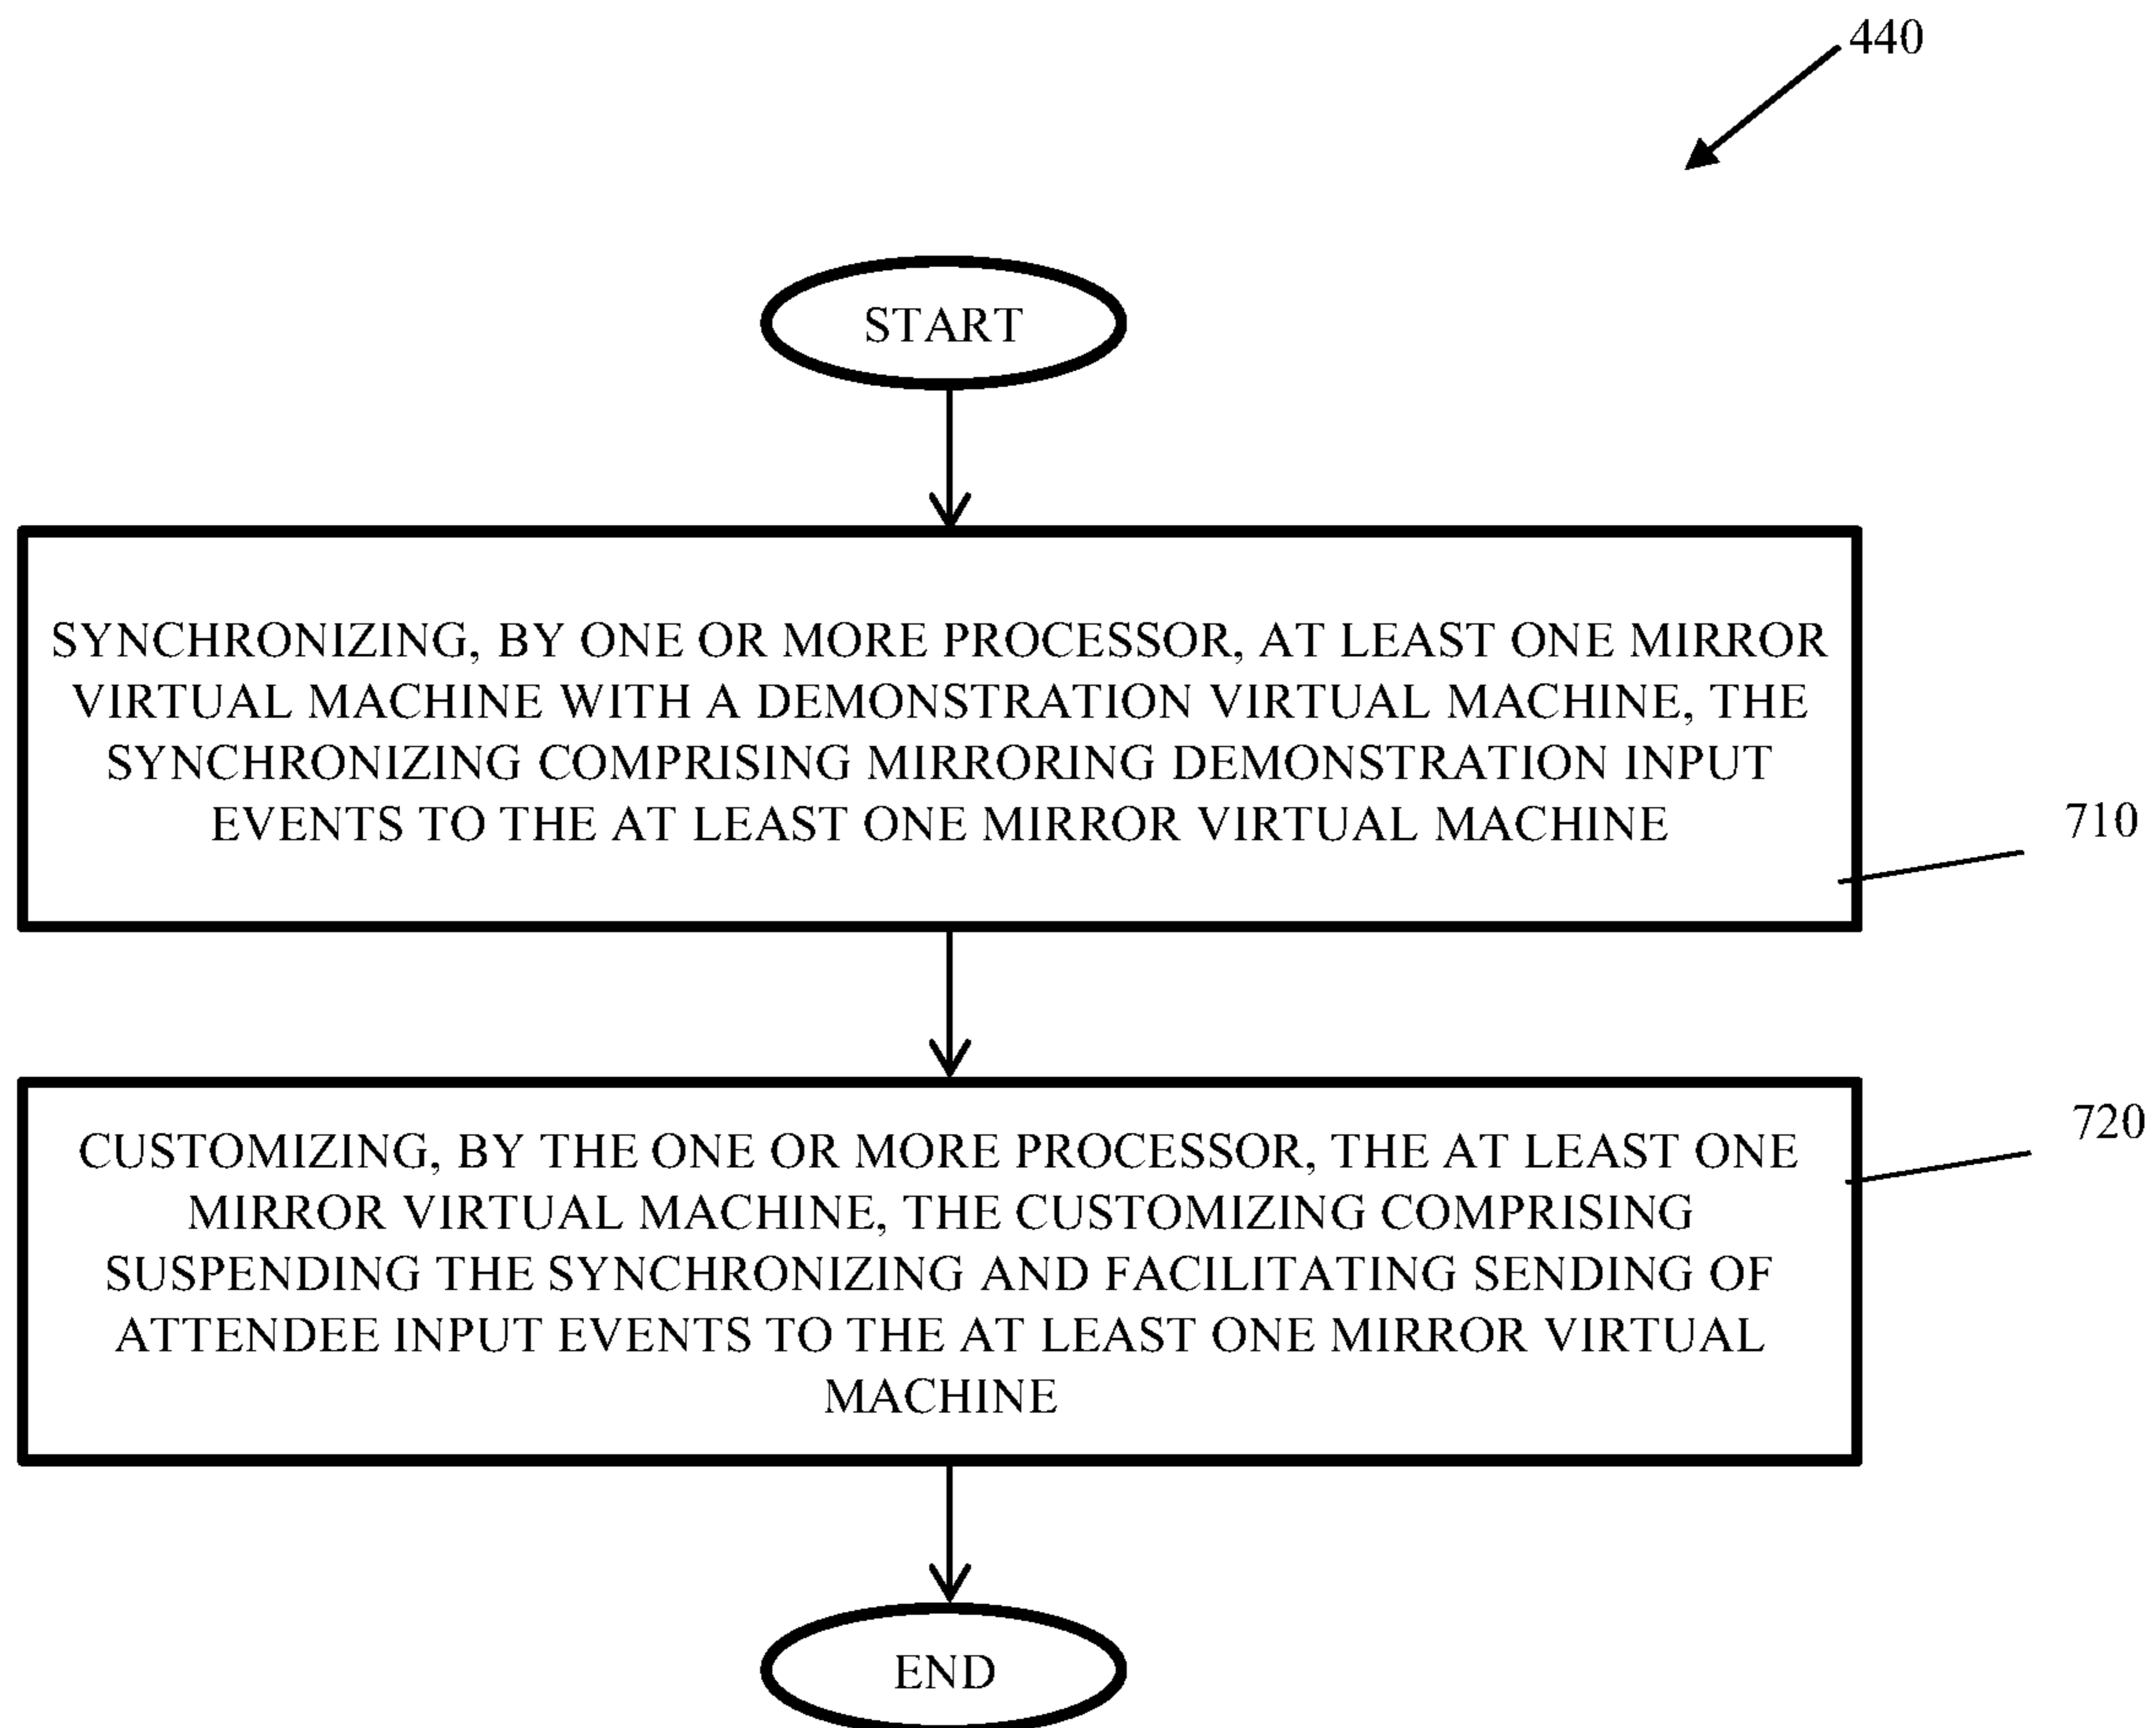 440
START
SYNCHRONIZING, BY ONE OR MORE PROCESSOR, AT LEAST ONE MIRROR
VIRTUAL MACHINE WITH A DEMONSTRATION VIRTUAL MACHINE, THE
SYNCHRONIZING COMPRISING MIRRORING DEMONSTRATION INPUT
EVENTS TO THE AT LEAST ONE MIRROR VIRTUAL MACHINE
710
CUSTOMIZING, BY THE ONE OR MORE PROCESSOR, THE AT LEAST ONE
MIRROR VIRTUAL MACHINE, THE CUSTOMIZING COMPRISING
SUSPENDING THE SYNCHRONIZING AND FACILITATING SENDING OF
ATTENDEE INPUT EVENTS TO THE AT LEAST ONE MIRROR VIRTUAL
MACHINE
720
END